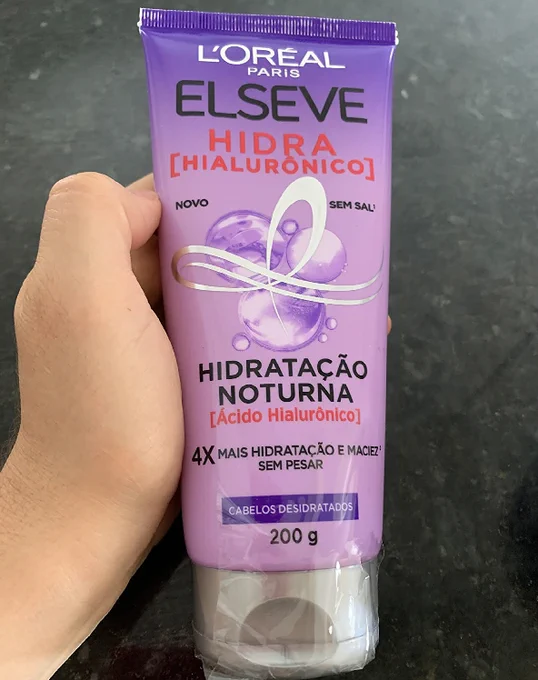 L'ORÉAL
PARIS
ELSEVE
HIDRA
[HIALURÔNICO]
NOVO
SEM SAL¹
HIDRATAÇÃO
NOTURNA
[Ácido Hialurônico]
4X MAIS HIDRATAÇÃO E MACIEZ²
SEM PESAR
CABELOS DESIDRATADOS
200 g